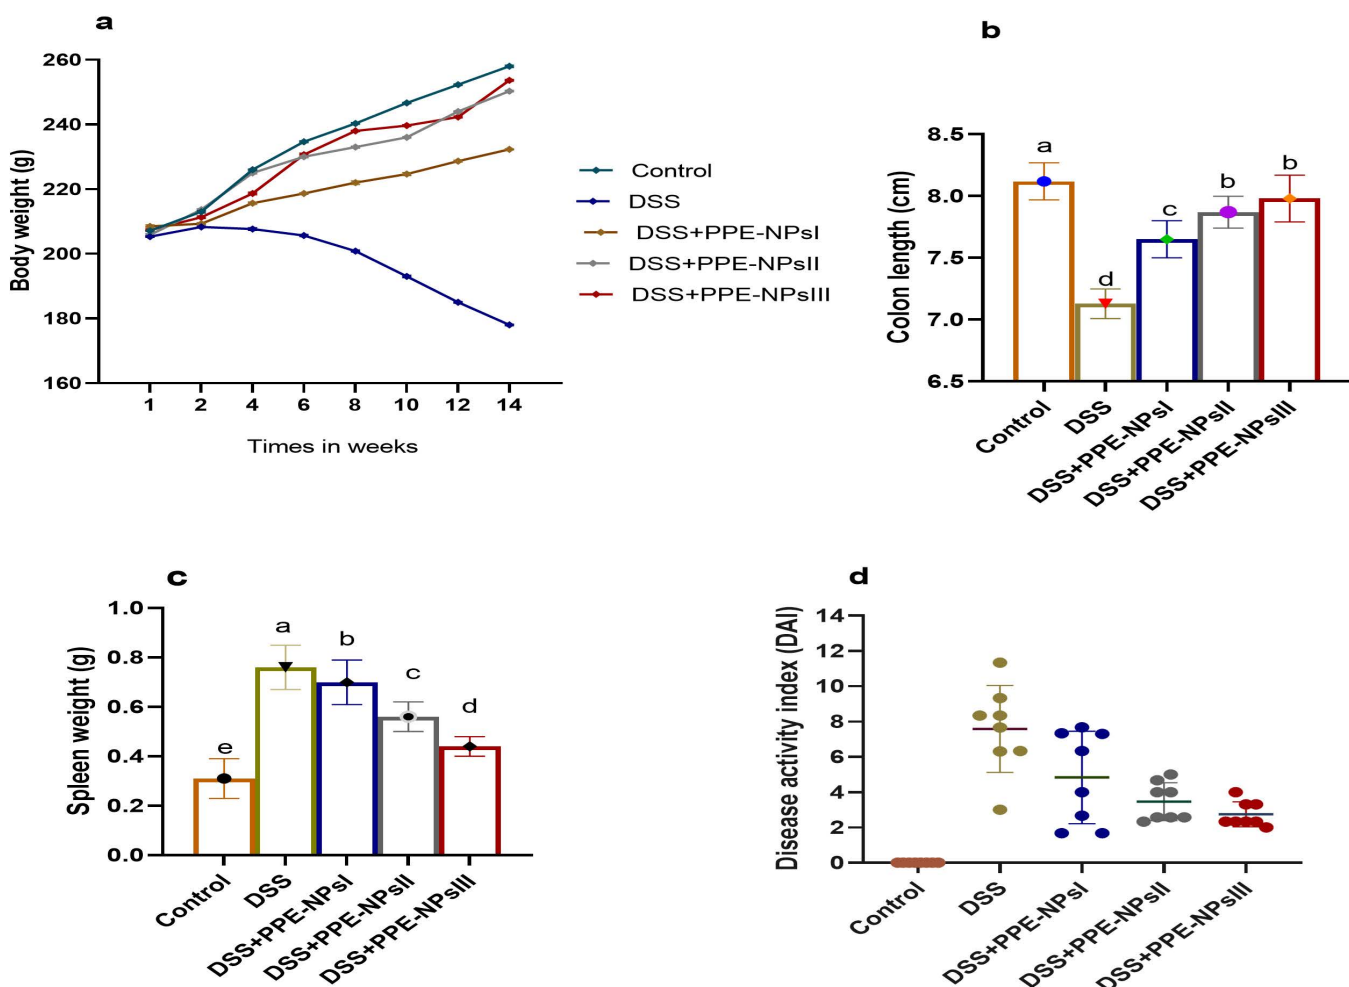 a
260
240
220
200
180
160
Body weight (g)
1 2 4 6 8 10 12 14
Times in weeks
Control
DSS
DSS+PPE-NPsI
DSS+PPE-NPsII
DSS+PPE-NPsIII
b
8.5
8.0
7.5
7.0
6.5
Colon length (cm)
a
d
c
b
b
Control
DSS
DSS+PPE-NPsI
DSS+PPE-NPsII
DSS+PPE-NPsIII
c
1.0
0.8
0.6
0.4
0.2
0.0
Spleen weight (g)
e
a
b
c
d
Control
DSS
DSS+PPE-NPsI
DSS+PPE-NPsII
DSS+PPE-NPsIII
d
14
12
10
8
6
4
2
0
Disease activity index (DAI)
Control
DSS
DSS+PPE-NPsI
DSS+PPE-NPsII
DSS+PPE-NPsIII